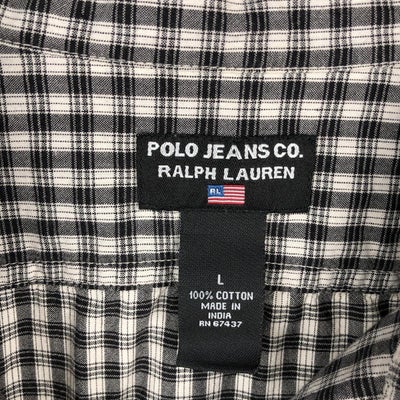 POLO JEANS CO.
RALPH LAUREN
RL
L
100% COTTON
MADE IN
INDIA
RN 67437